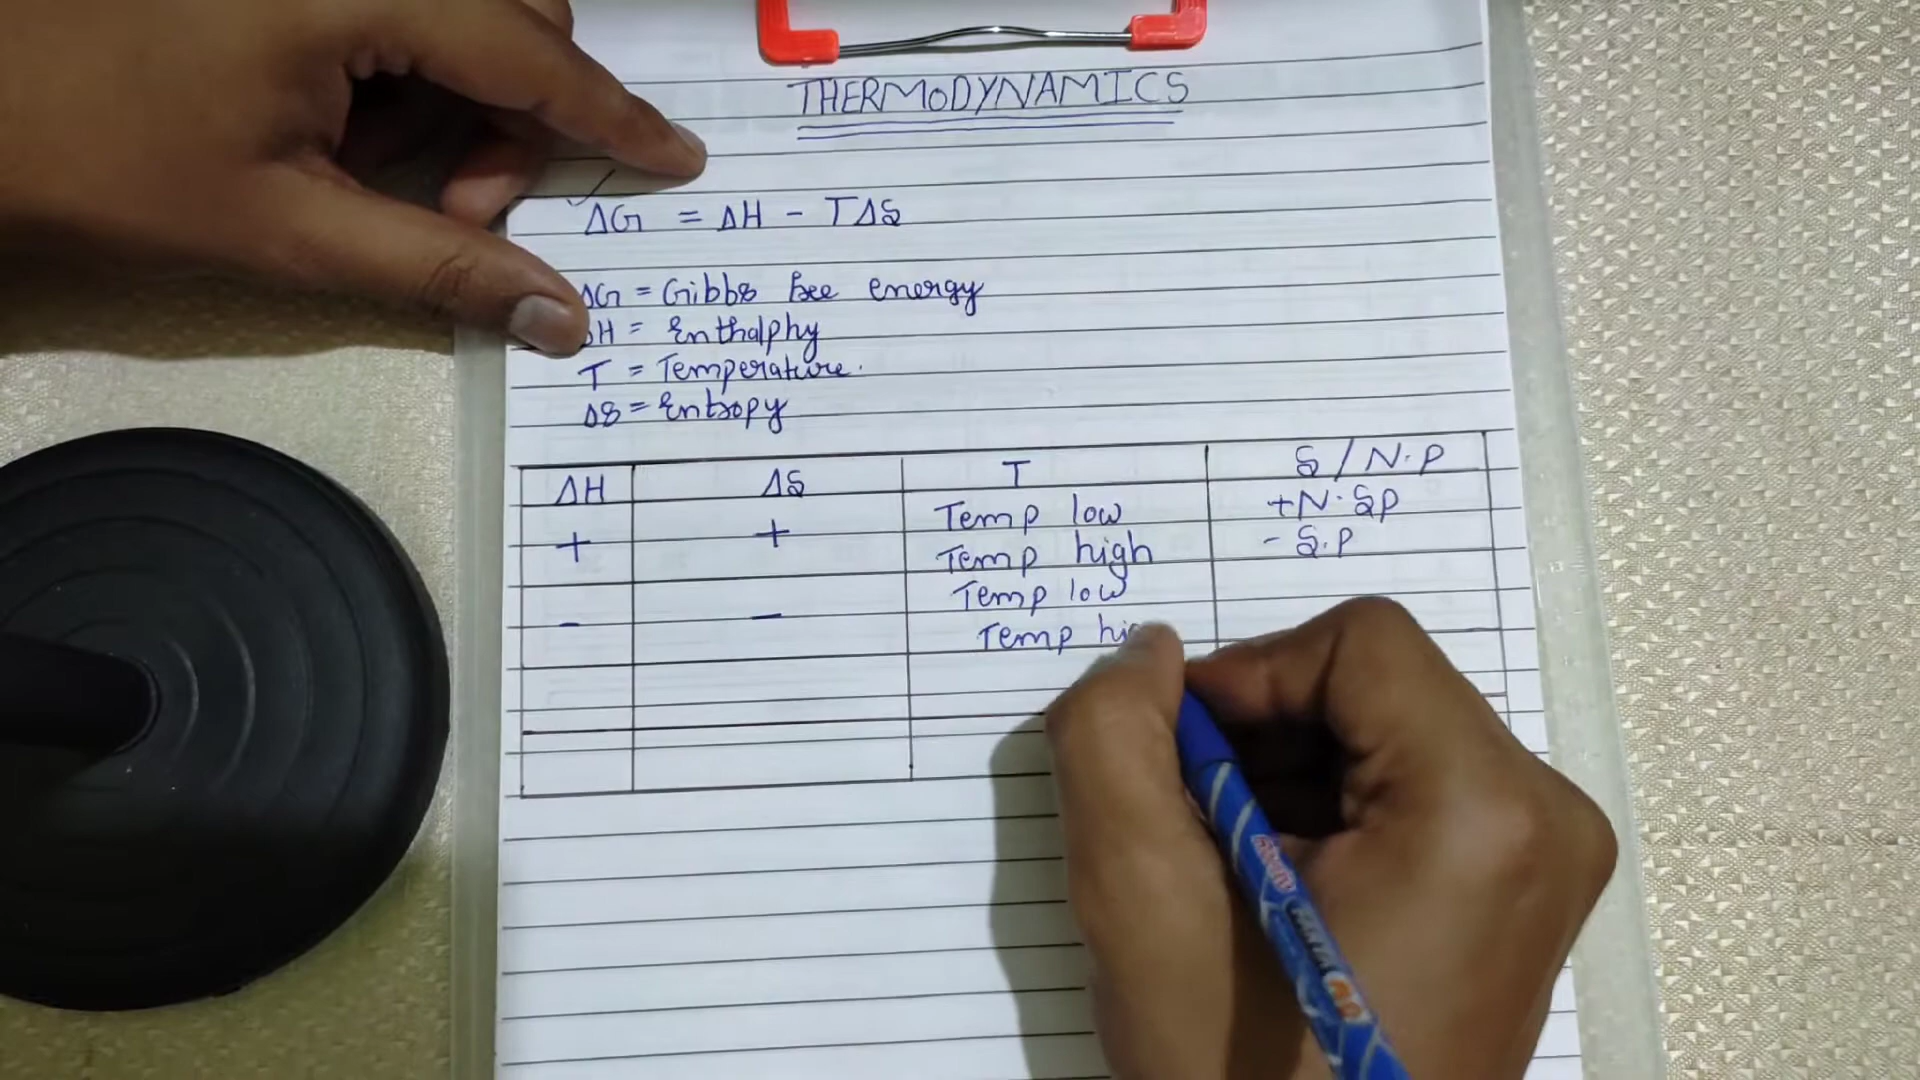 THERMODYNAMICS
ΔG = ΔH - TΔS
ΔG = Gibbs free energy
ΔH = Enthalphy
T = Temperature.
ΔS = Entropy
ΔH ΔS T S/N.P
+ + Temp low +N.SP
Temp high - S.P
- - Temp low
Temp hi